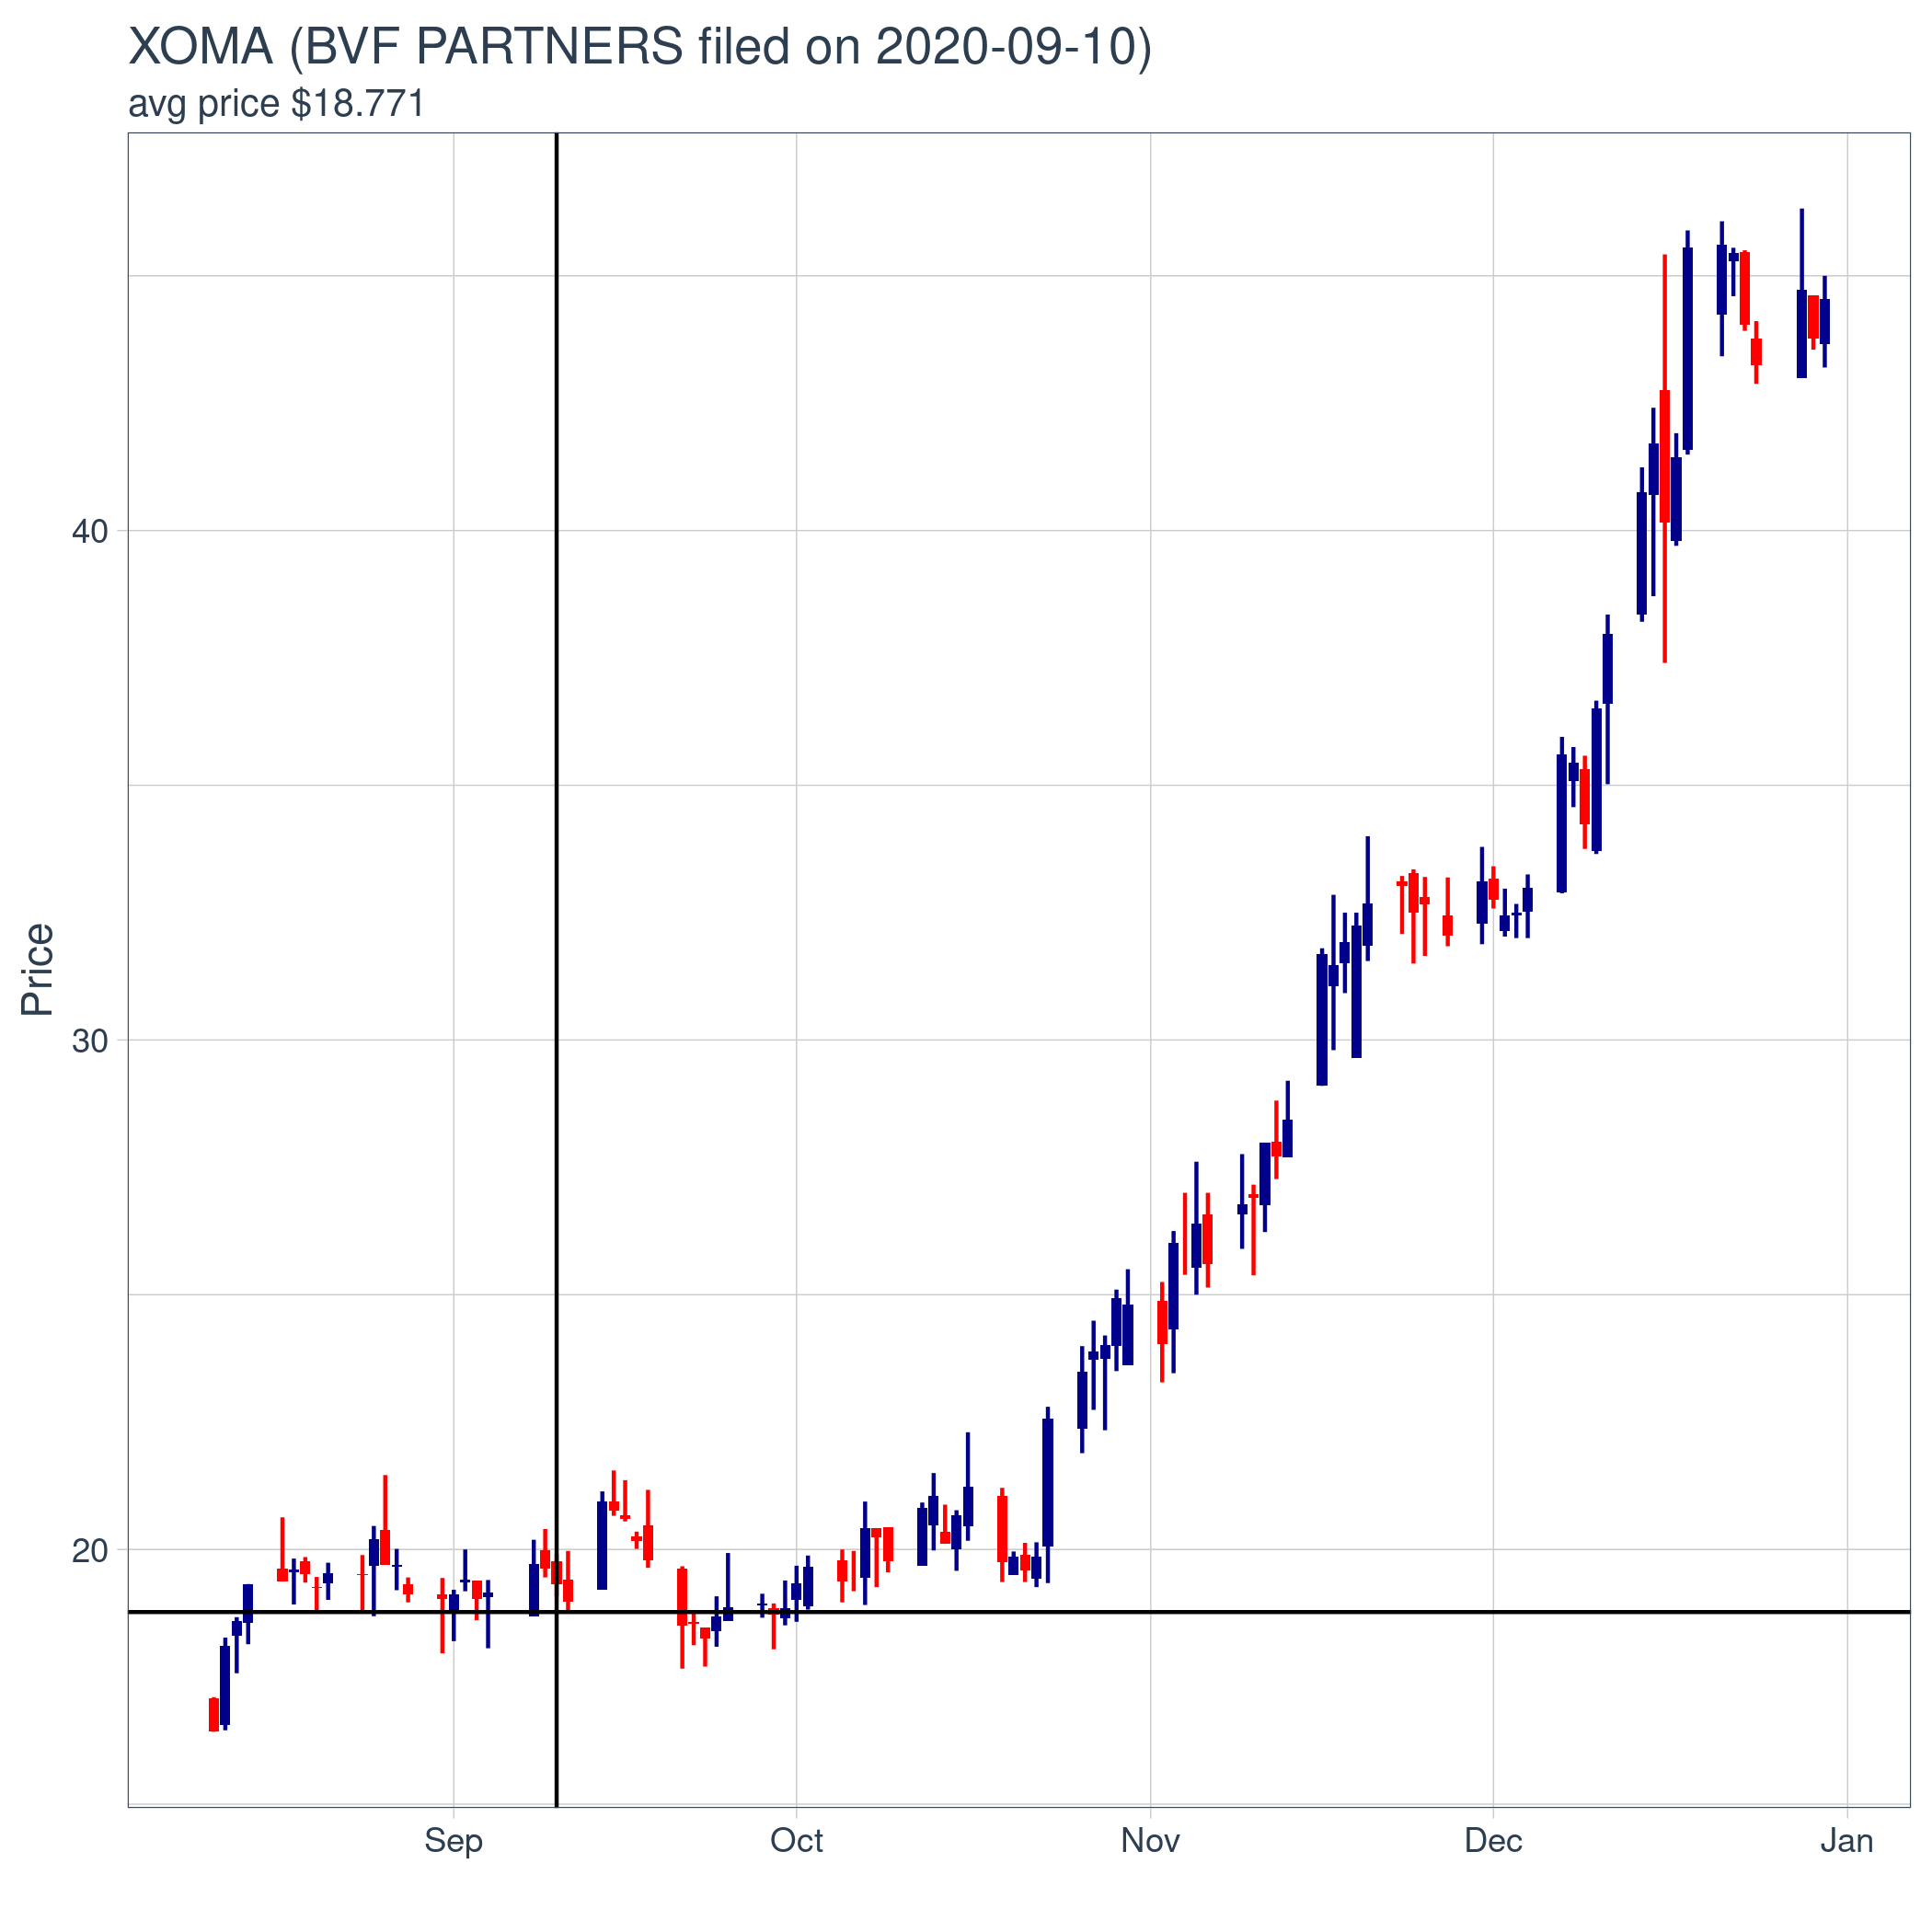 XOMA (BVF PARTNERS filed on 2020-09-10)
avg price $18.771
Price
40
30
20
Sep Oct Nov Dec Jan